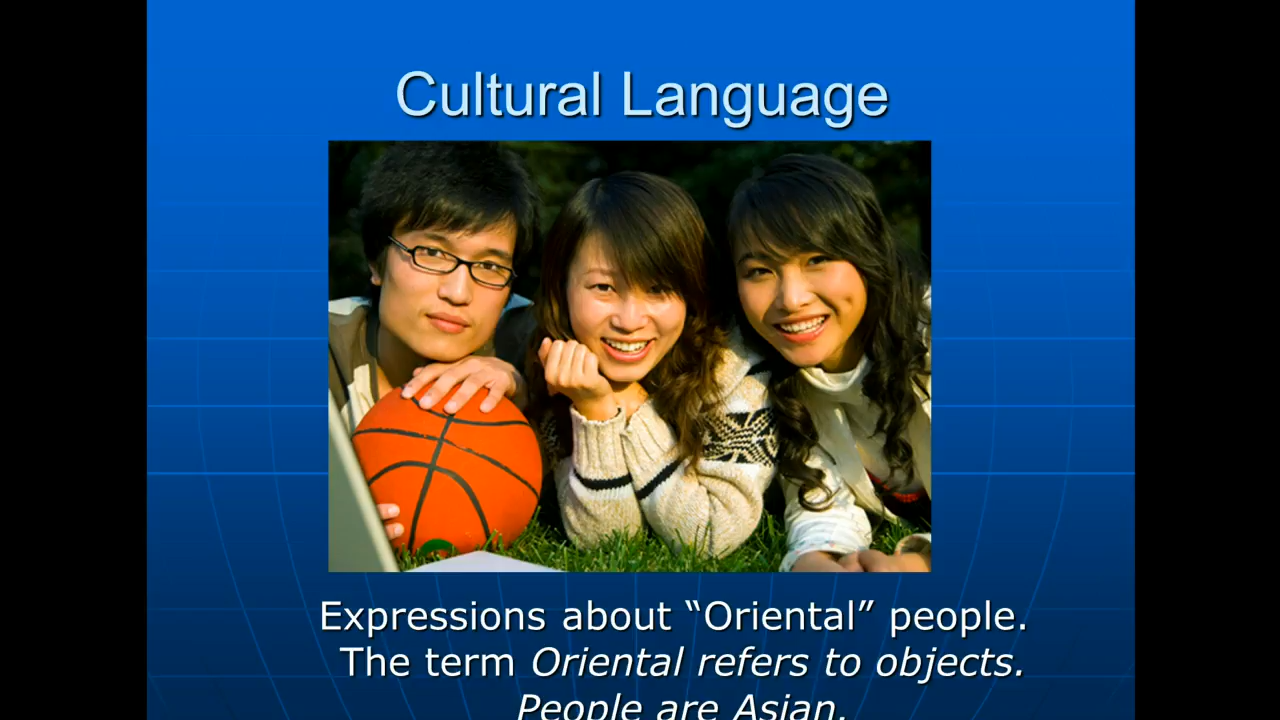 Cultural Language
Expressions about “Oriental” people.
The term Oriental refers to objects.
People are Asian.